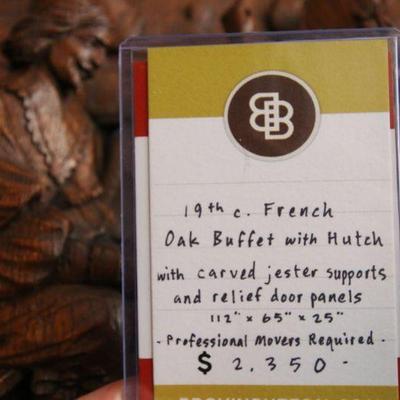 19th c. French
Oak Buffet with Hutch
with carved jester supports
and relief door panels
112" x 65" x 25"
- Professional Movers Required -
$ 2,350 -